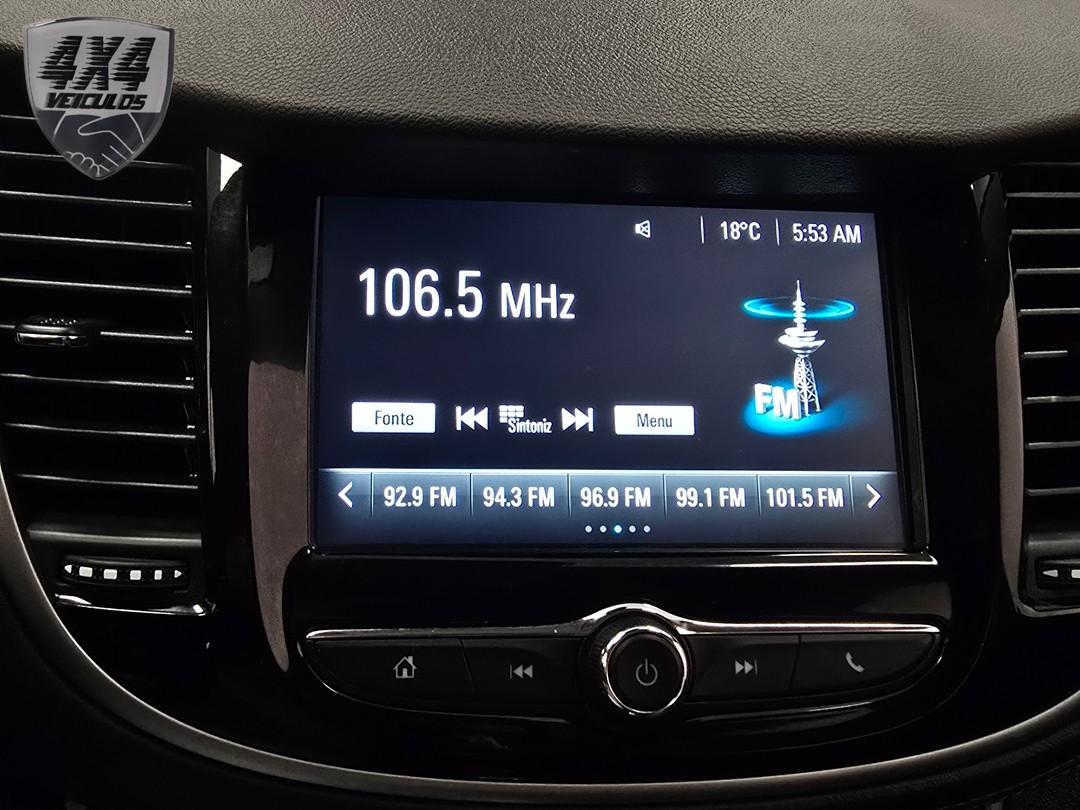 4X4
VEICULOS
18°C 5:53 AM
106.5 MHz
FM
Fonte Sintoniz Menu
92.9 FM 94.3 FM 96.9 FM 99.1 FM 101.5 FM